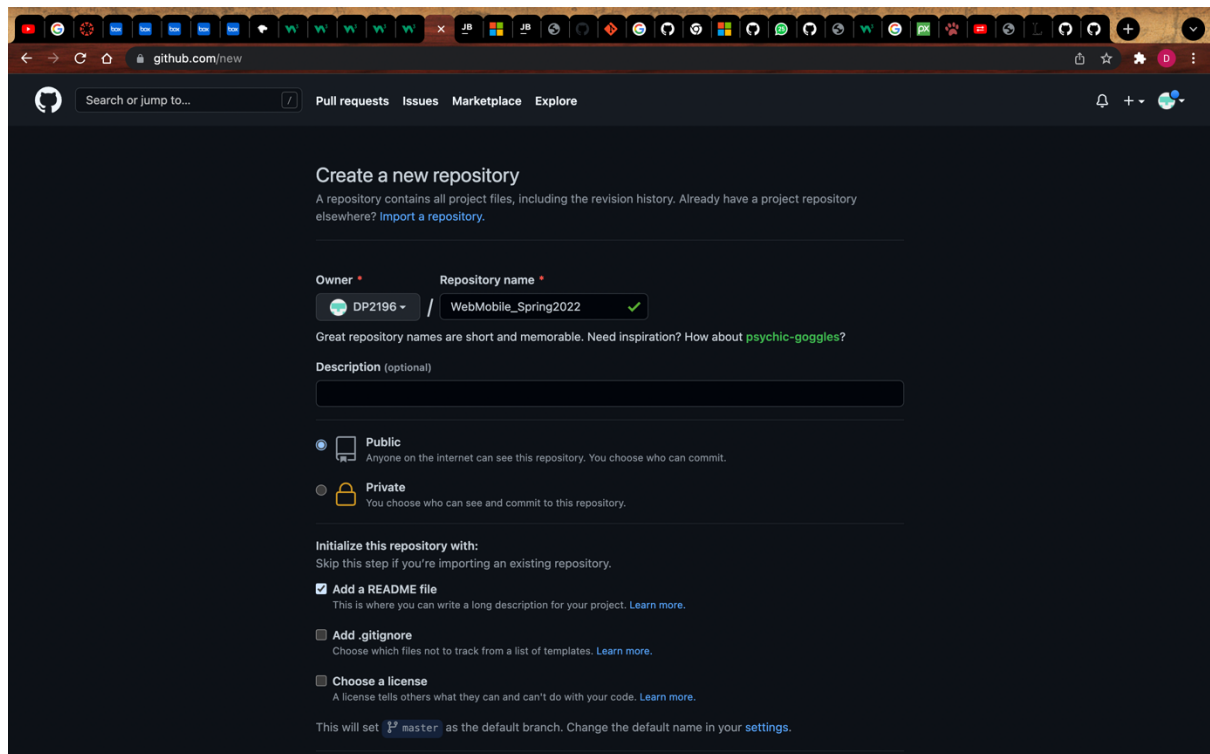 github.com/new
D
Search or jump to...
/
Pull requests Issues Marketplace Explore
Create a new repository
A repository contains all project files, including the revision history. Already have a project repository
elsewhere? Import a repository.
Owner * Repository name *
DP2196 / WebMobile_Spring2022
Great repository names are short and memorable. Need inspiration? How about psychic-goggles?
Description (optional)
Public
Anyone on the internet can see this repository. You choose who can commit.
Private
You choose who can see and commit to this repository.
Initialize this repository with:
Skip this step if you're importing an existing repository.
Add a README file
This is where you can write a long description for your project. Learn more.
Add .gitignore
Choose which files not to track from a list of templates. Learn more.
Choose a license
A license tells others what they can and can't do with your code. Learn more.
This will set master as the default branch. Change the default name in your settings.